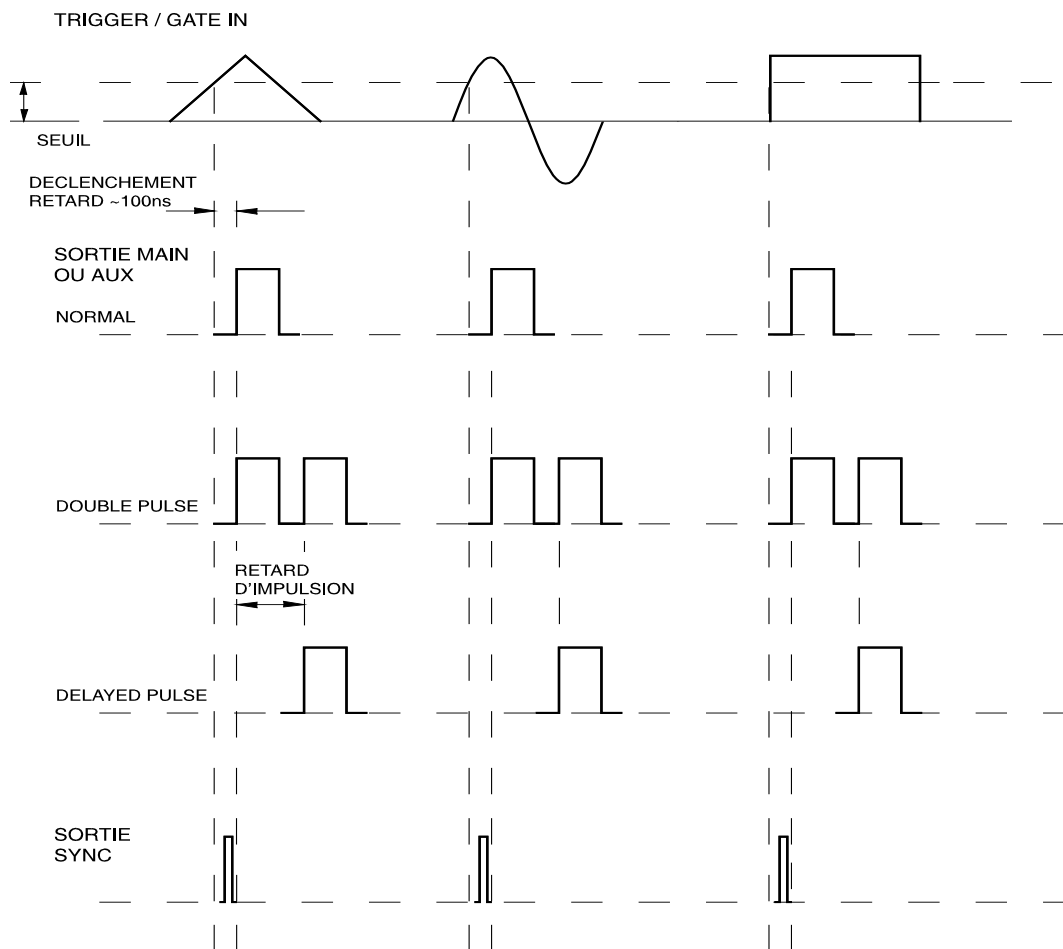 TRIGGER / GATE IN
SEUIL
DECLENCHEMENT
RETARD ~100ns
SORTIE MAIN
OU AUX
NORMAL
DOUBLE PULSE
RETARD
D'IMPULSION
DELAYED PULSE
SORTIE
SYNC